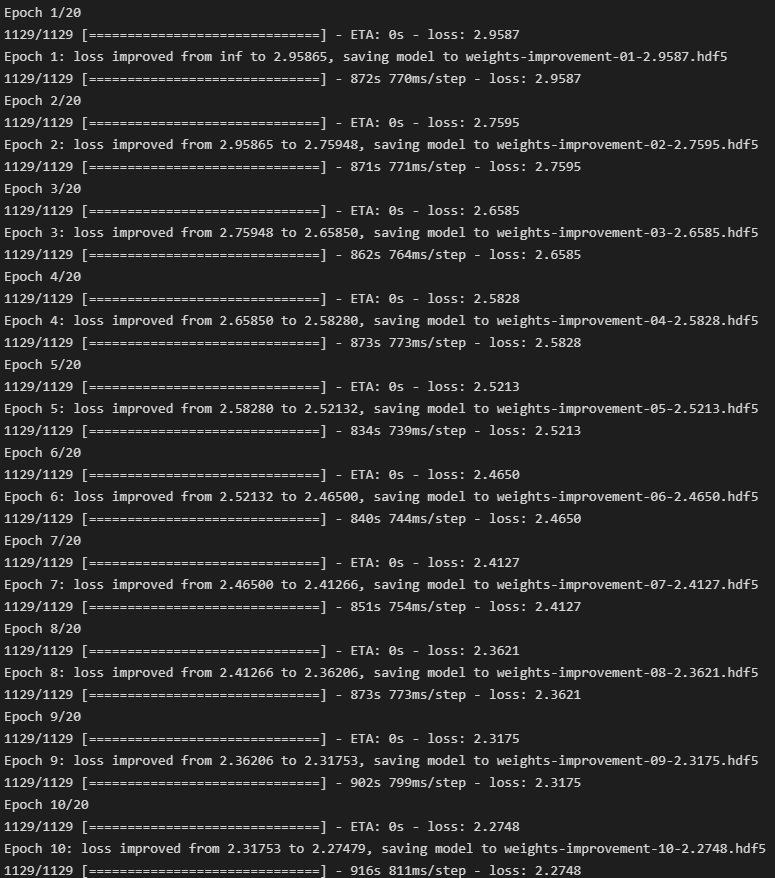 Epoch 1/20
1129/1129 [==============================] - ETA: 0s - loss: 2.9587
Epoch 1: loss improved from inf to 2.95865, saving model to weights-improvement-01-2.9587.hdf5
1129/1129 [==============================] - 872s 770ms/step - loss: 2.9587
Epoch 2/20
1129/1129 [==============================] - ETA: 0s - loss: 2.7595
Epoch 2: loss improved from 2.95865 to 2.75948, saving model to weights-improvement-02-2.7595.hdf5
1129/1129 [==============================] - 871s 771ms/step - loss: 2.7595
Epoch 3/20
1129/1129 [==============================] - ETA: 0s - loss: 2.6585
Epoch 3: loss improved from 2.75948 to 2.65850, saving model to weights-improvement-03-2.6585.hdf5
1129/1129 [==============================] - 862s 764ms/step - loss: 2.6585
Epoch 4/20
1129/1129 [==============================] - ETA: 0s - loss: 2.5828
Epoch 4: loss improved from 2.65850 to 2.58280, saving model to weights-improvement-04-2.5828.hdf5
1129/1129 [==============================] - 873s 773ms/step - loss: 2.5828
Epoch 5/20
1129/1129 [==============================] - ETA: 0s - loss: 2.5213
Epoch 5: loss improved from 2.58280 to 2.52132, saving model to weights-improvement-05-2.5213.hdf5
1129/1129 [==============================] - 834s 739ms/step - loss: 2.5213
Epoch 6/20
1129/1129 [==============================] - ETA: 0s - loss: 2.4650
Epoch 6: loss improved from 2.52132 to 2.46500, saving model to weights-improvement-06-2.4650.hdf5
1129/1129 [==============================] - 840s 744ms/step - loss: 2.4650
Epoch 7/20
1129/1129 [==============================] - ETA: 0s - loss: 2.4127
Epoch 7: loss improved from 2.46500 to 2.41266, saving model to weights-improvement-07-2.4127.hdf5
1129/1129 [==============================] - 851s 754ms/step - loss: 2.4127
Epoch 8/20
1129/1129 [==============================] - ETA: 0s - loss: 2.3621
Epoch 8: loss improved from 2.41266 to 2.36206, saving model to weights-improvement-08-2.3621.hdf5
1129/1129 [==============================] - 873s 773ms/step - loss: 2.3621
Epoch 9/20
1129/1129 [==============================] - ETA: 0s - loss: 2.3175
Epoch 9: loss improved from 2.36206 to 2.31753, saving model to weights-improvement-09-2.3175.hdf5
1129/1129 [==============================] - 902s 799ms/step - loss: 2.3175
Epoch 10/20
1129/1129 [==============================] - ETA: 0s - loss: 2.2748
Epoch 10: loss improved from 2.31753 to 2.27479, saving model to weights-improvement-10-2.2748.hdf5
1129/1129 [==============================] - 916s 811ms/step - loss: 2.2748